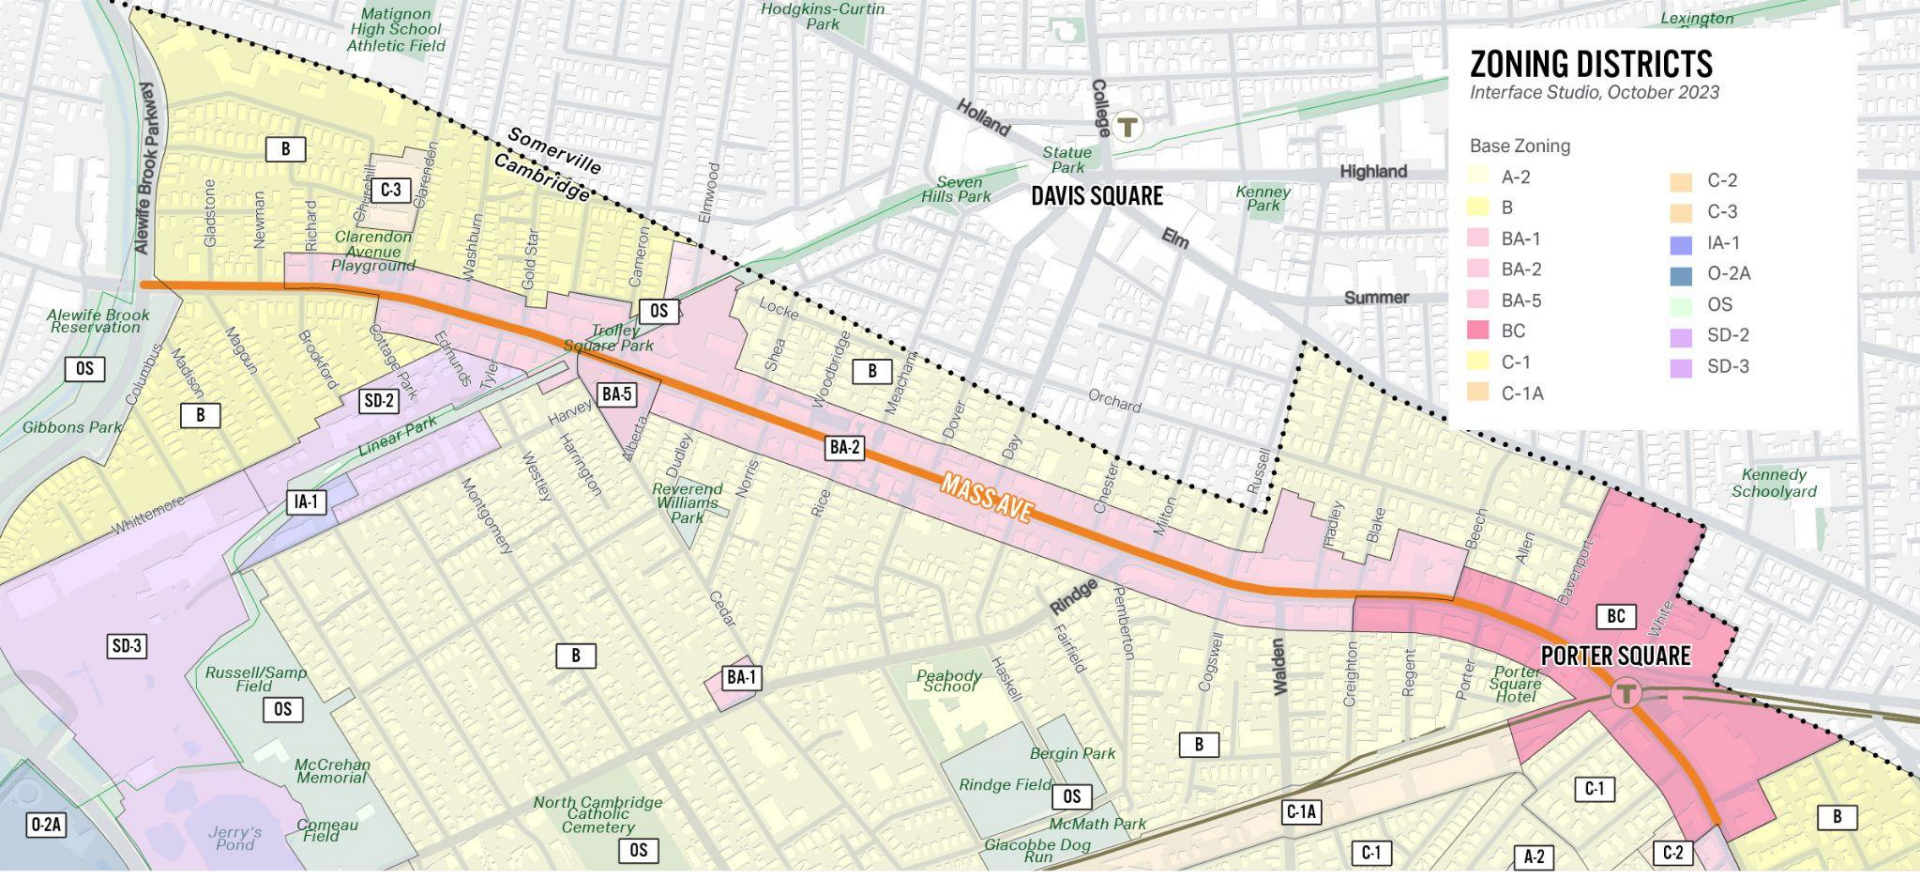 Matignon
High School
Athletic Field
Hodgkins-Curtin
Park
Lexington
ZONING DISTRICTS
Interface Studio, October 2023
Base Zoning
A-2
B
BA-1
BA-2
BA-5
BC
C-1
C-1A
C-2
C-3
IA-1
O-2A
OS
SD-2
SD-3
Alewife Brook Parkway
B
C-3
Churchill
Clarendon
Somerville
Cambridge
Holland
College
T
Statue
Park
Seven
Hills Park
DAVIS SQUARE
Highland
Kenney
Park
Elm
Summer
Elmwood
Gladstone
Newman
Richard
Clarendon
Avenue
Playground
Washburn
Gold Star
Cameron
OS
Trolley
Square Park
Locke
Alewife Brook
Reservation
OS
Columbus
Madison
Magoun
Brookford
Cottage Park
Edmunds
Tyler
Shea
Woodbridge
B
Meacham
Orchard
Gibbons Park
B
SD-2
BA-5
Harvey
Alberta
Linear Park
BA-2
Dover
Day
Dudley
Norris
Rice
Harrington
Westley
Montgomery
Reverend
Williams
Park
MASS AVE
Chester
Milton
Russell
Kennedy
Schoolyard
IA-1
Whittemore
Hadley
Blake
Beech
Allen
Davenport
White
BC
PORTER SQUARE
T
Cedar
Rindge
Fairfield
Pemberton
Cogswell
Walden
Creighton
Regent
Porter
Porter
Square
Hotel
SD-3
Russell/Samp
Field
OS
B
BA-1
Peabody
School
Haskell
B
McCrehan
Memorial
Bergin Park
Rindge Field
OS
McMath Park
Giacobbe Dog
Run
C-1A
C-1
B
O-2A
Jerry's
Pond
Comeau
Field
North Cambridge
Catholic
Cemetery
OS
C-1
A-2
C-2